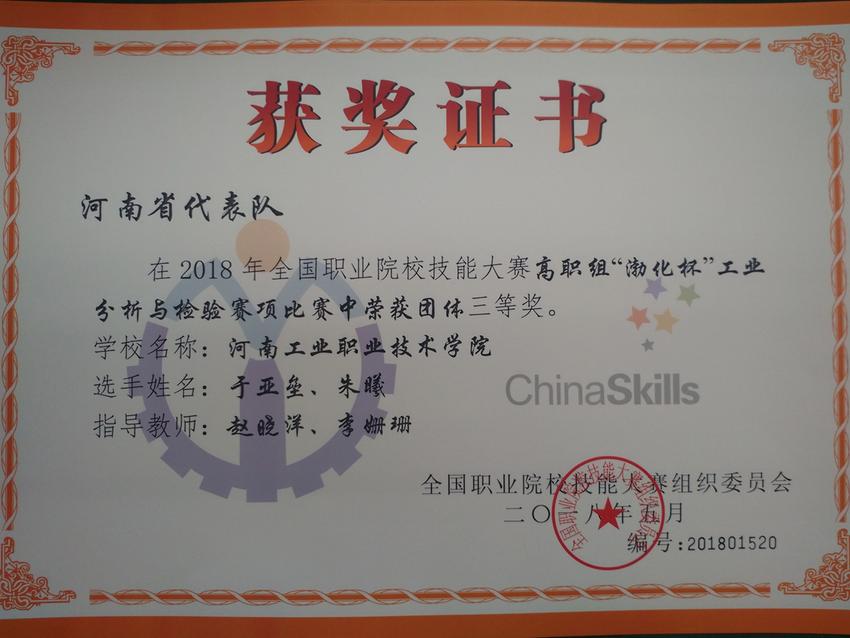 获奖证书
河南省代表队
在2018年全国职业院校技能大赛高职组“渤化杯”工业
分析与检验赛项比赛中荣获团体三等奖。
学校名称：河南工业职业技术学院
选手姓名：于亚垒、朱曦
指导教师：赵晓洋、李姗珊
ChinaSkills
全国职业院校技能大赛组织委员会
二〇一八年五月
编号:201801520